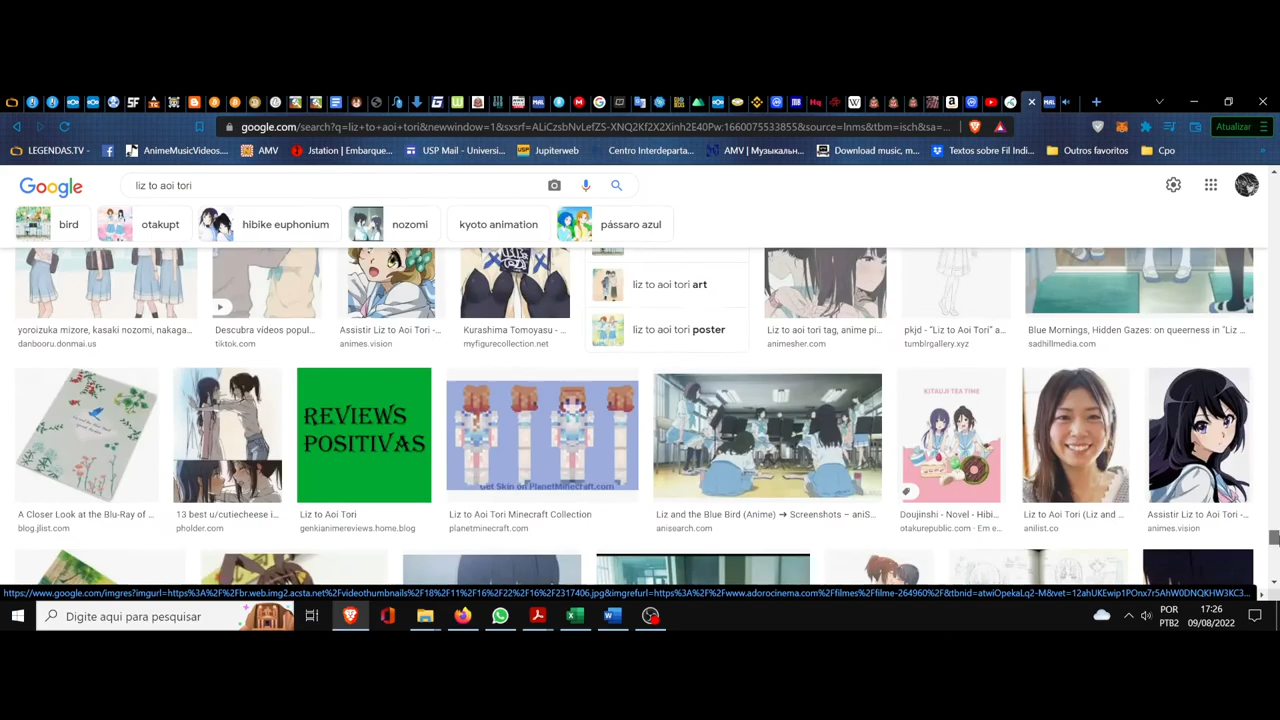 LEGENDAS.TV -
AnimeMusicVideos...
AMV
Jstation | Embarque...
USP Mail - Universi...
Jupiterweb
Centro Interdeparta...
AMV | Музыкальн...
Download music, m...
Textos sobre Fil Indi...
Outros favoritos
Cpo
google.com/search?q=liz+to+aoi+tori&newwindow=1&sxsrf=ALiCzsbNvLefZS-XNQ2Kf2X2Xinh2E40Pw:1660075533855&source=lnms&tbm=isch&sa=...
Atualizar
Google
liz to aoi tori
bird
otakupt
hibike euphonium
nozomi
kyoto animation
pássaro azul
liz to aoi tori art
liz to aoi tori poster
yoroizuka mizore, kasaki nozomi, nakaga...
danbooru.donmai.us
Descubra vídeos popul...
tiktok.com
Assistir Liz to Aoi Tori -...
animes.vision
Kurashima Tomoyasu - ...
myfigurecollection.net
Liz to aoi tori tag, anime pi...
animesher.com
pkjd - “Liz to Aoi Tori” a...
tumblrgallery.xyz
Blue Mornings, Hidden Gazes: on queerness in “Liz ...
sadhillmedia.com
REVIEWS
POSITIVAS
Get Skin on PlanetMinecraft.com
KITAUJI TEA TIME
A Closer Look at the Blu-Ray of ...
blog.jlist.com
13 best u/cutiecheese i...
pholder.com
Liz to Aoi Tori
genkianimereviews.home.blog
Liz to Aoi Tori Minecraft Collection
planetminecraft.com
Liz and the Blue Bird (Anime) ➔ Screenshots – aniS...
anisearch.com
Doujinshi - Novel - Hibi...
otakurepublic.com · Em e...
Liz to Aoi Tori (Liz and ...
anilist.co
Assistir Liz to Aoi Tori -...
animes.vision
https://www.google.com/imgres?imgurl=https%3A%2F%2Fbr.web.img2.acsta.net%2Fvideothumbnails%2F18%2F11%2F16%2F22%2F16%2F2317406.jpg&imgrefurl=https%3A%2F%2Fwww.adorocinema.com%2Ffilmes%2Ffilme-264960%2F&tbnid=atwiOpekaLq2-M&vet=12ahUKEwip1POnx7r5AhW0DNQKHW3KC3...
Digite aqui para pesquisar
POR
PTB2
17:26
09/08/2022